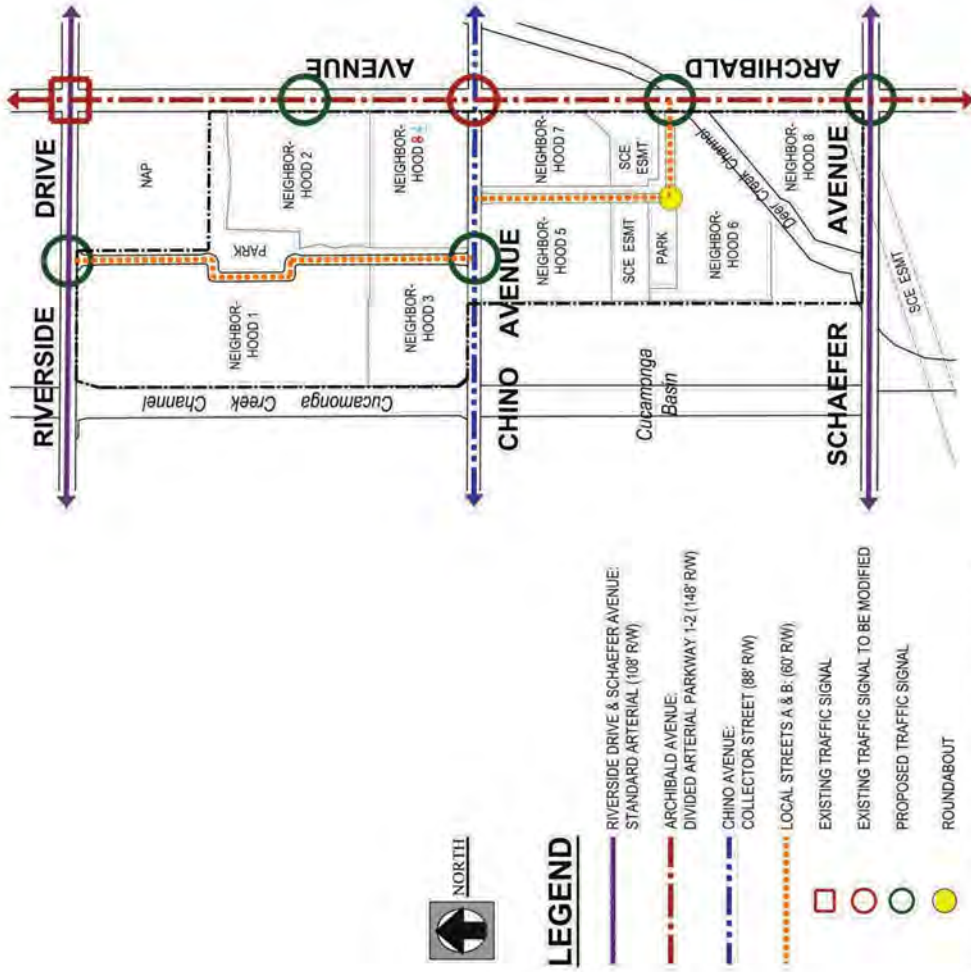 RIVERSIDE DRIVE
NAP
NEIGHBOR-
HOOD 1
PARK
NEIGHBOR-
HOOD 2
NEIGHBOR-
HOOD 3
NEIGHBOR-
HOOD
Cucamonga Creek Channel
AVENUE
ARCHIBALD
CHINO AVENUE
NEIGHBOR-
HOOD 5
NEIGHBOR-
HOOD 7
SCE ESMT
SCE
ESMT
PARK
NEIGHBOR-
HOOD 6
Deer Creek Channel
NEIGHBOR-
HOOD 8
Cucamonga
Basin
SCHAEFER AVENUE
SCE ESMT
NORTH
LEGEND
RIVERSIDE DRIVE & SCHAEFER AVENUE:
STANDARD ARTERIAL (108' R/W)
ARCHIBALD AVENUE:
DIVIDED ARTERIAL PARKWAY 1-2 (148' R/W)
CHINO AVENUE:
COLLECTOR STREET (88' R/W)
LOCAL STREETS A & B: (60' R/W)
EXISTING TRAFFIC SIGNAL
EXISTING TRAFFIC SIGNAL TO BE MODIFIED
PROPOSED TRAFFIC SIGNAL
ROUNDABOUT